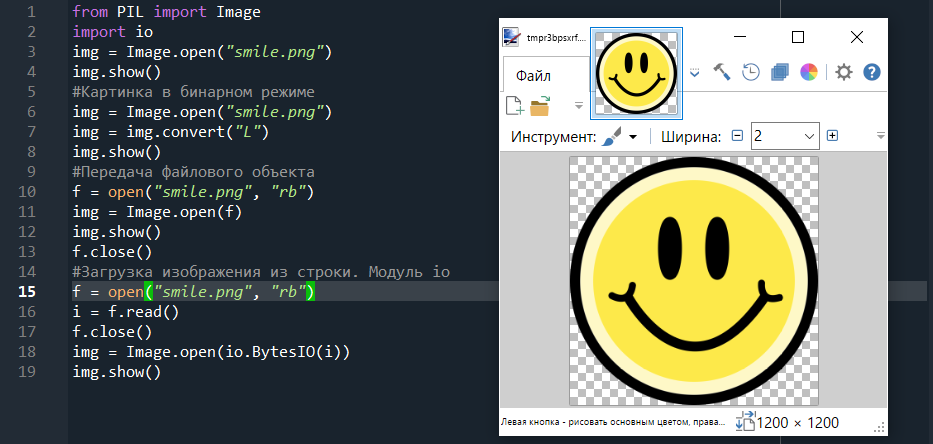 1 from PIL import Image
2 import io
3 img = Image.open("smile.png")
4 img.show()
5 #Картинка в бинарном режиме
6 img = Image.open("smile.png")
7 img = img.convert("L")
8 img.show()
9 #Передача файлового объекта
10 f = open("smile.png", "rb")
11 img = Image.open(f)
12 img.show()
13 f.close()
14 #Загрузка изображения из строки. Модуль io
15 f = open("smile.png", "rb")
16 i = f.read()
17 f.close()
18 img = Image.open(io.BytesIO(i))
19 img.show()
tmpr3bpsxrf....
Файл
Инструмент: Ширина: 2
Левая кнопка - рисовать основным цветом, права... 1200 × 1200